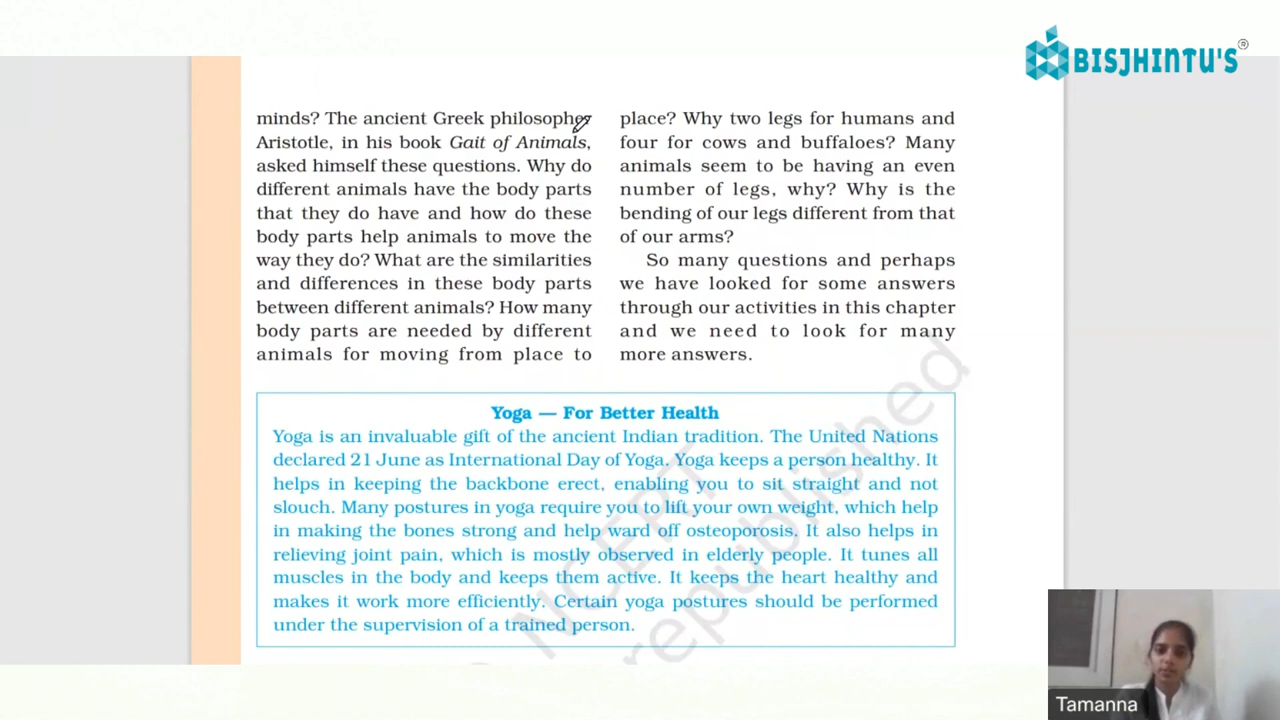 BISJHINTU'S®
minds? The ancient Greek philosopher
Aristotle, in his book Gait of Animals,
asked himself these questions. Why do
different animals have the body parts
that they do have and how do these
body parts help animals to move the
way they do? What are the similarities
and differences in these body parts
between different animals? How many
body parts are needed by different
animals for moving from place to
place? Why two legs for humans and
four for cows and buffaloes? Many
animals seem to be having an even
number of legs, why? Why is the
bending of our legs different from that
of our arms?
So many questions and perhaps
we have looked for some answers
through our activities in this chapter
and we need to look for many
more answers.
Yoga — For Better Health
Yoga is an invaluable gift of the ancient Indian tradition. The United Nations
declared 21 June as International Day of Yoga. Yoga keeps a person healthy. It
helps in keeping the backbone erect, enabling you to sit straight and not
slouch. Many postures in yoga require you to lift your own weight, which help
in making the bones strong and help ward off osteoporosis. It also helps in
relieving joint pain, which is mostly observed in elderly people. It tunes all
muscles in the body and keeps them active. It keeps the heart healthy and
makes it work more efficiently. Certain yoga postures should be performed
under the supervision of a trained person.
NCERT
republished
Tamanna